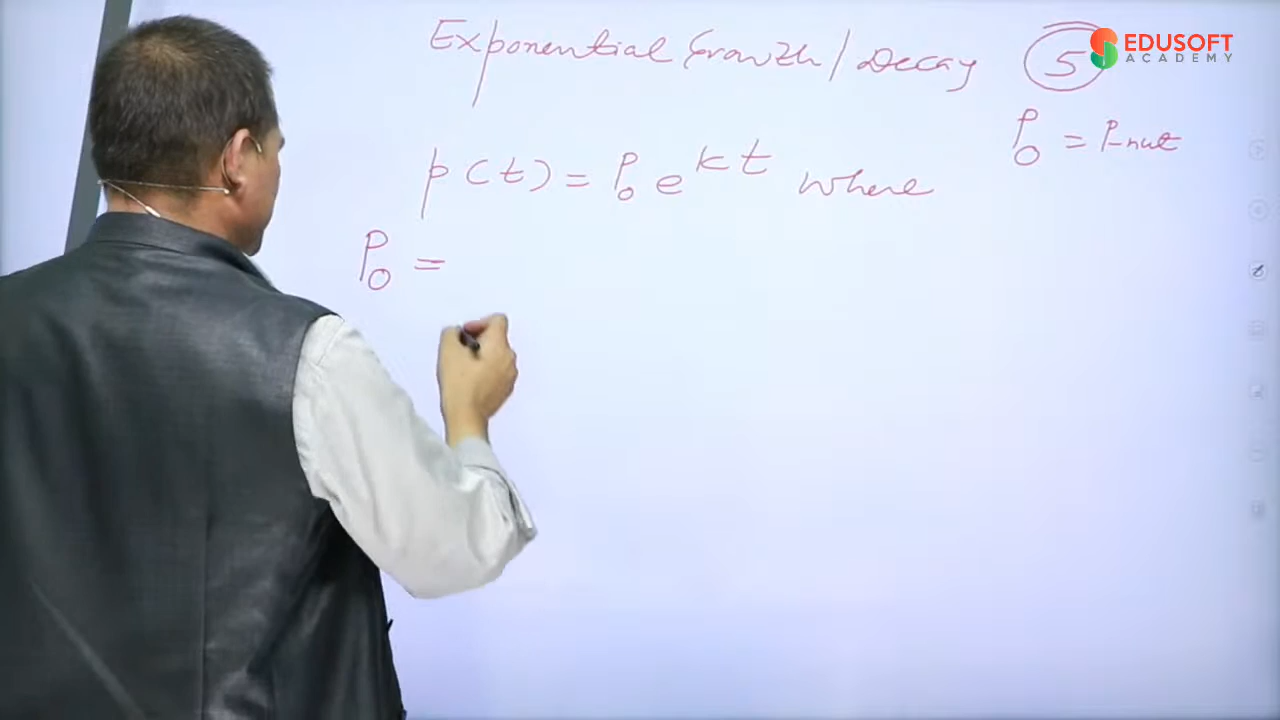 Exponential Growth/Decay 5
EDUSOFT
ACADEMY
P0 = P-nut
p(t) = P0 e^kt where
P0 =